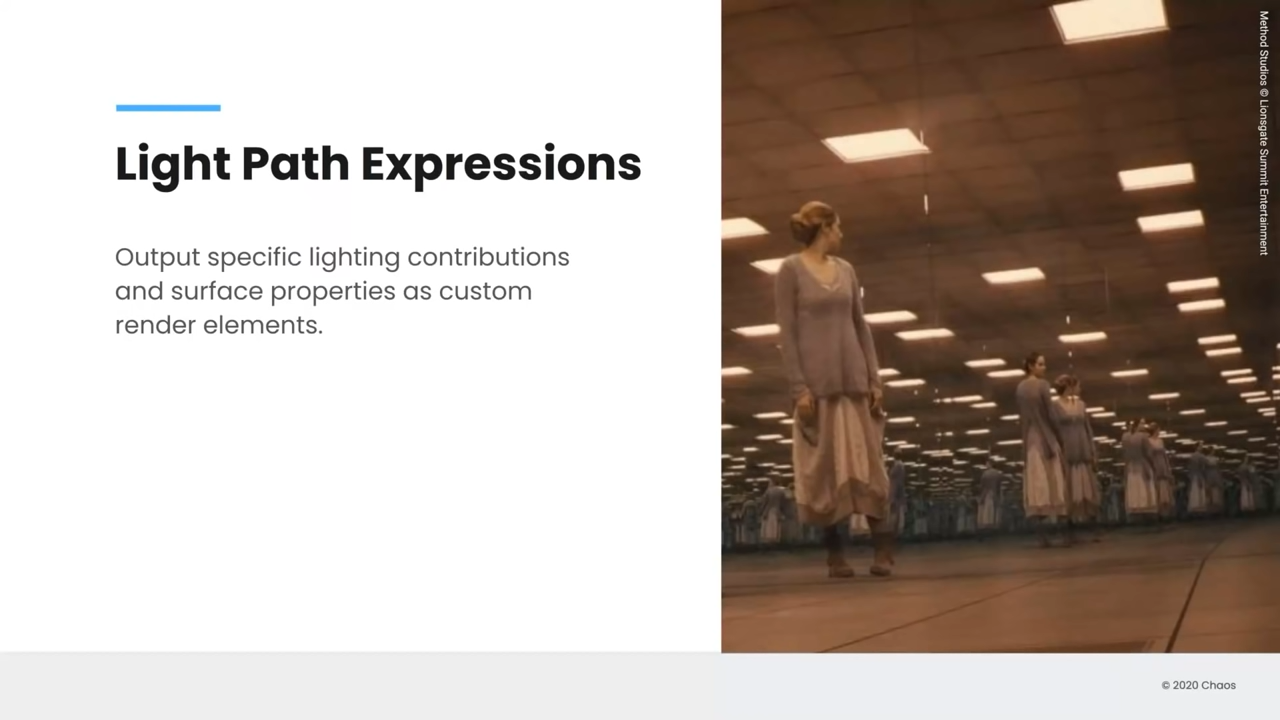 Light Path Expressions
Output specific lighting contributions
and surface properties as custom
render elements.
Method Studios © Lionsgate Summit Entertainment
© 2020 Chaos